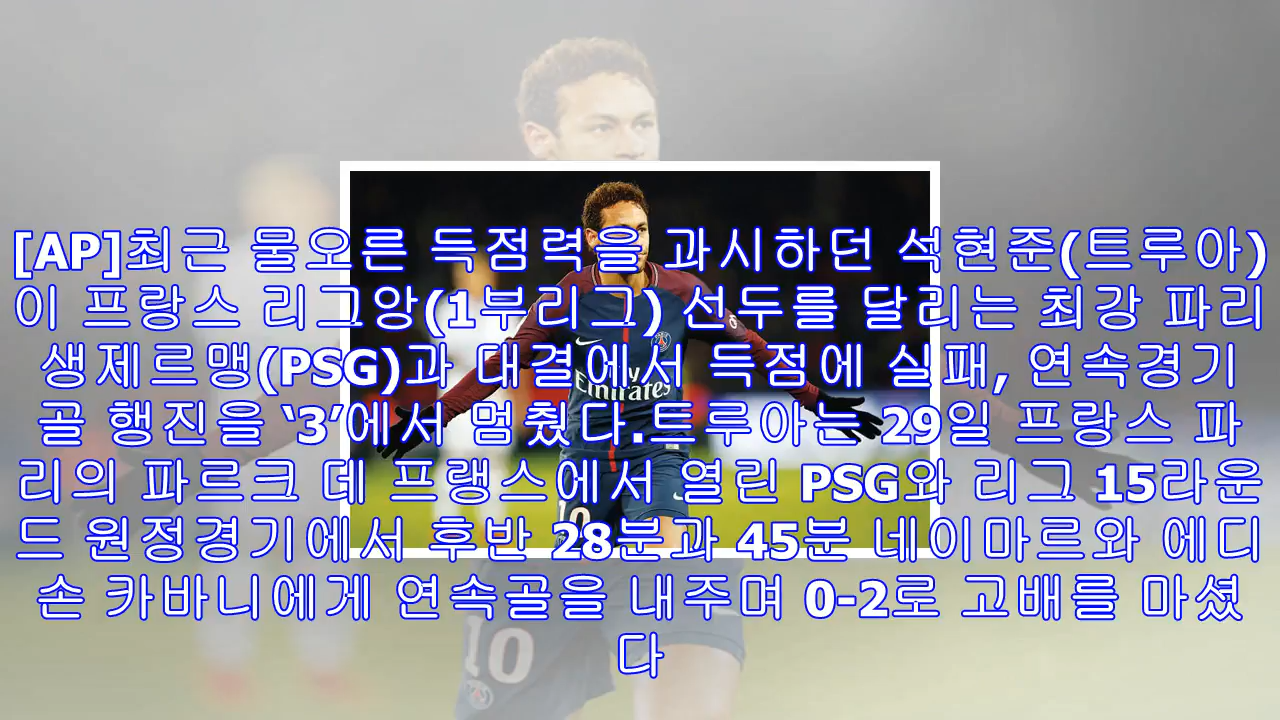 [AP]최근 물오른 득점력을 과시하던 석현준(트루아)
이 프랑스 리그앙(1부리그) 선두를 달리는 최강 파리
생제르맹(PSG)과 대결에서 득점에 실패, 연속경기
골 행진을 ‘3’에서 멈췄다.트루아는 29일 프랑스 파
리의 파르크 데 프랭스에서 열린 PSG와 리그 15라운
드 원정경기에서 후반 28분과 45분 네이마르와 에디
손 카바니에게 연속골을 내주며 0-2로 고배를 마셨
다
Fly
Emirates
10
10